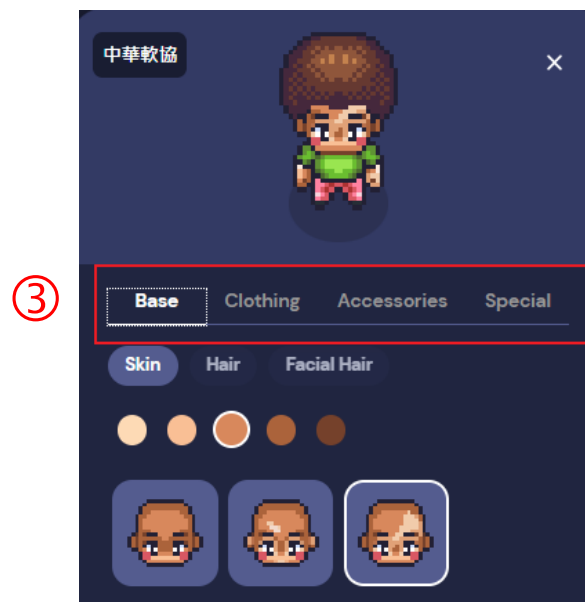 中華軟協
×
③
Base Clothing Accessories Special
Skin Hair Facial Hair